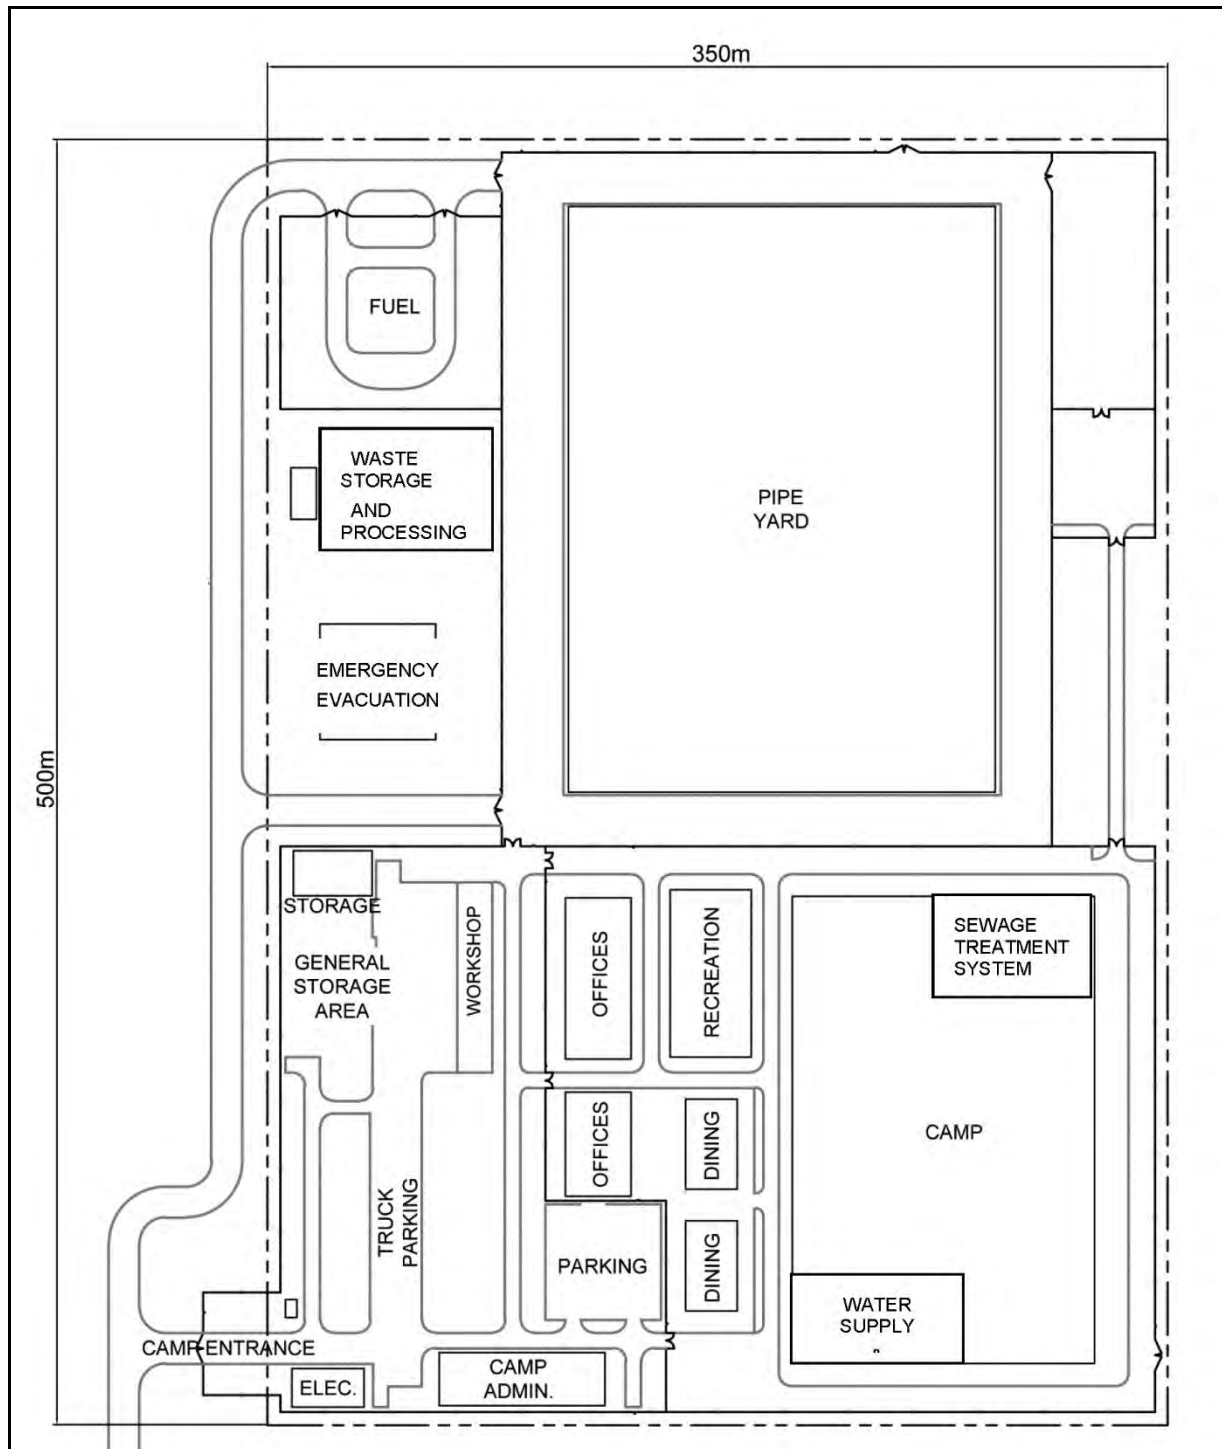 350m
500m
FUEL
WASTE
STORAGE
AND
PROCESSING
PIPE
YARD
EMERGENCY
EVACUATION
STORAGE
GENERAL
STORAGE
AREA
WORKSHOP
OFFICES
RECREATION
SEWAGE
TREATMENT
SYSTEM
OFFICES
DINING
CAMP
TRUCK
PARKING
PARKING
DINING
WATER
SUPPLY
CAMP ENTRANCE
ELEC.
CAMP
ADMIN.